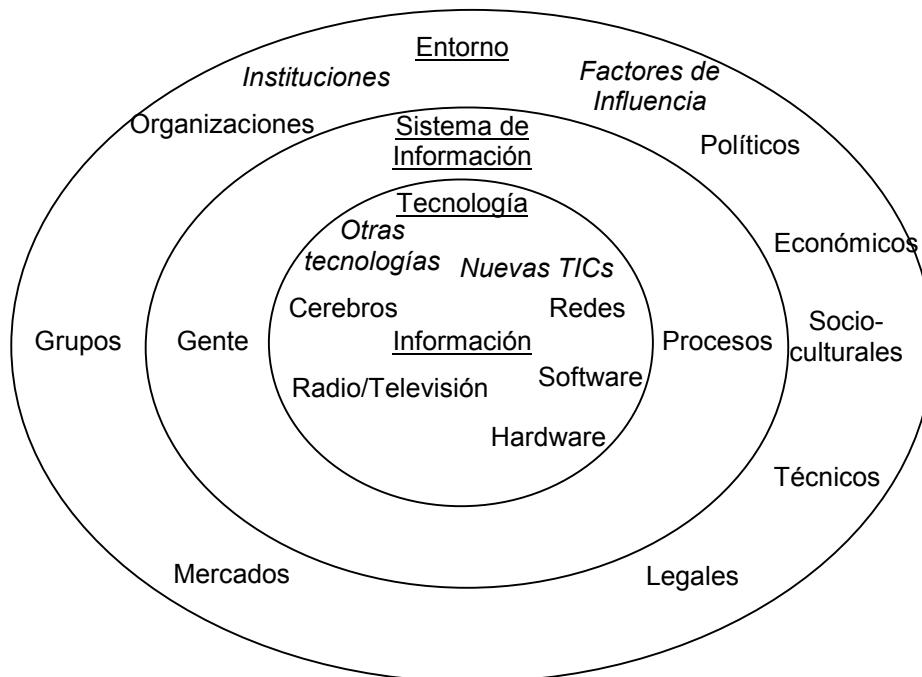 Entorno
Instituciones
Factores de
Influencia
Organizaciones
Sistema de
Información
Políticos
Tecnología
Otras
tecnologías
Nuevas TICs
Económicos
Cerebros
Redes
Socio-
culturales
Grupos
Gente
Información
Procesos
Radio/Televisión
Software
Hardware
Técnicos
Mercados
Legales